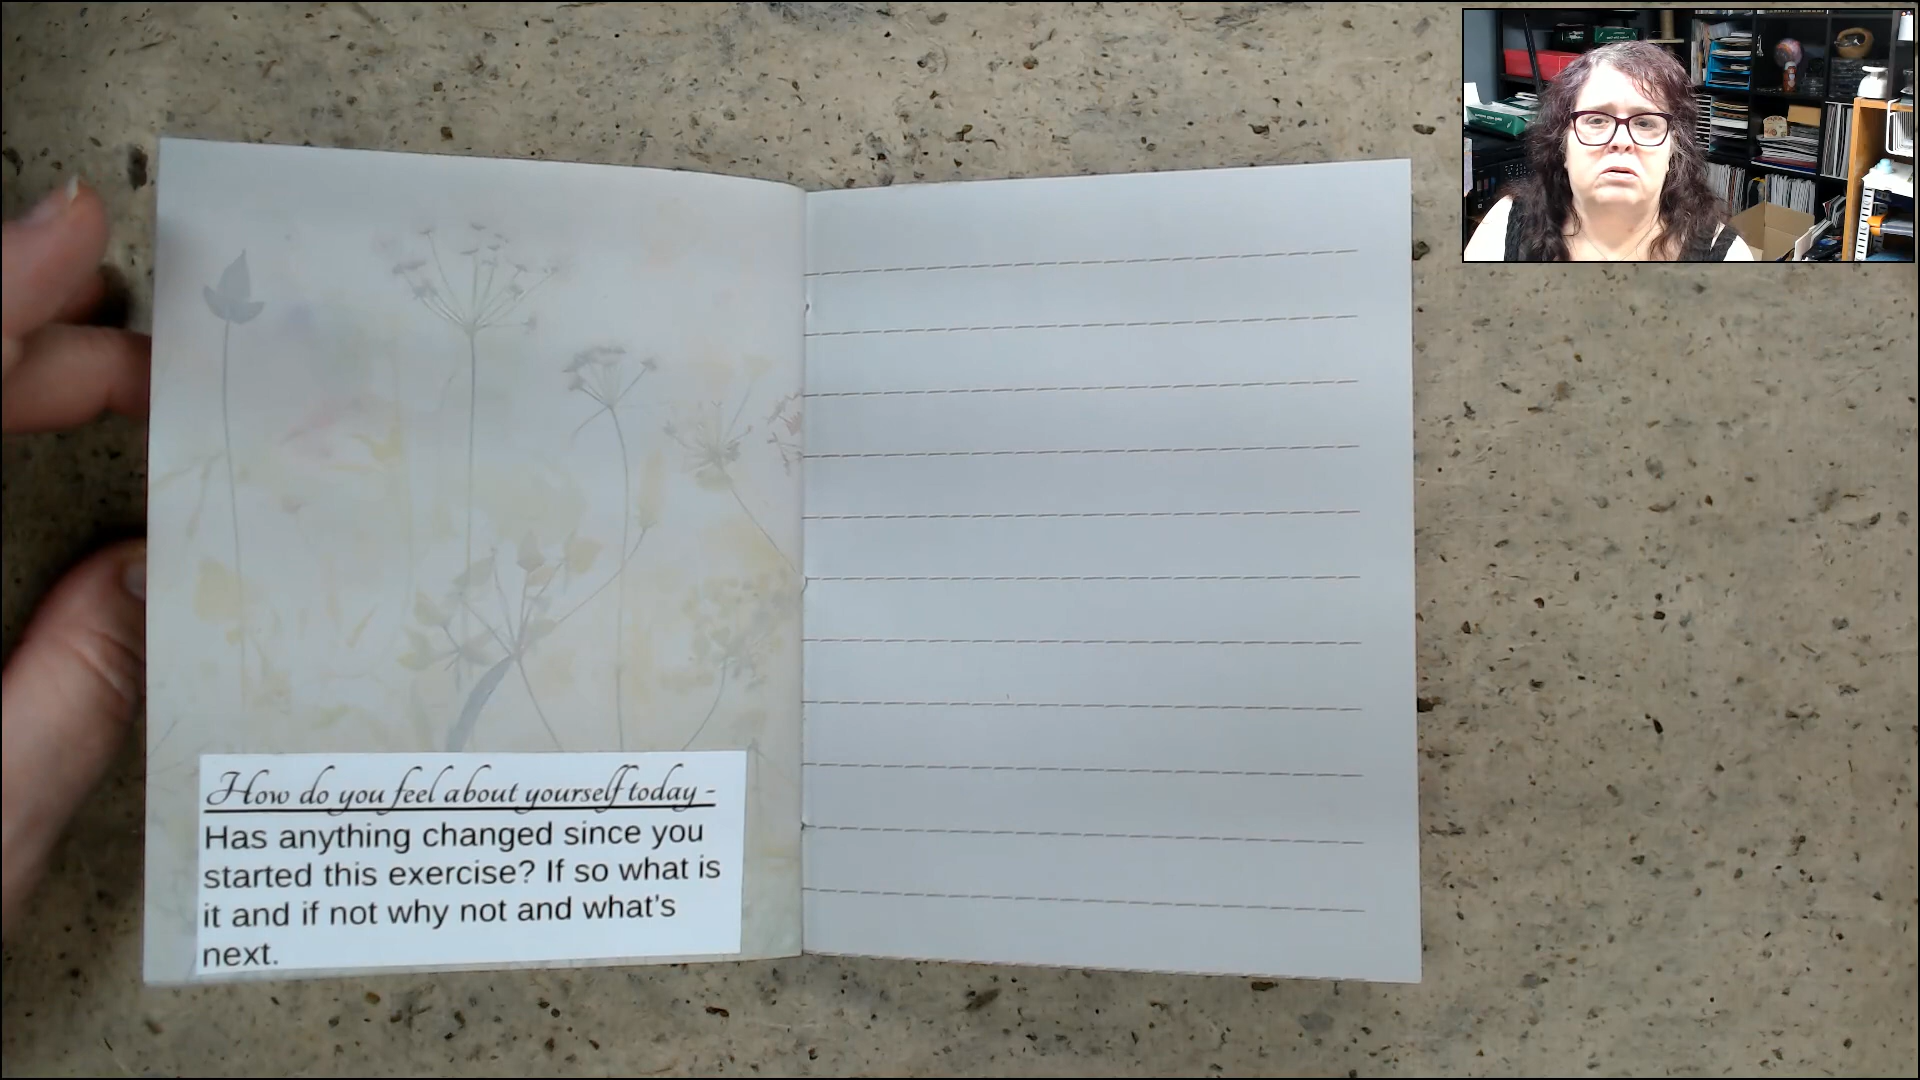 How do you feel about yourself today -
Has anything changed since you
started this exercise? If so what is
it and if not why not and what's
next.